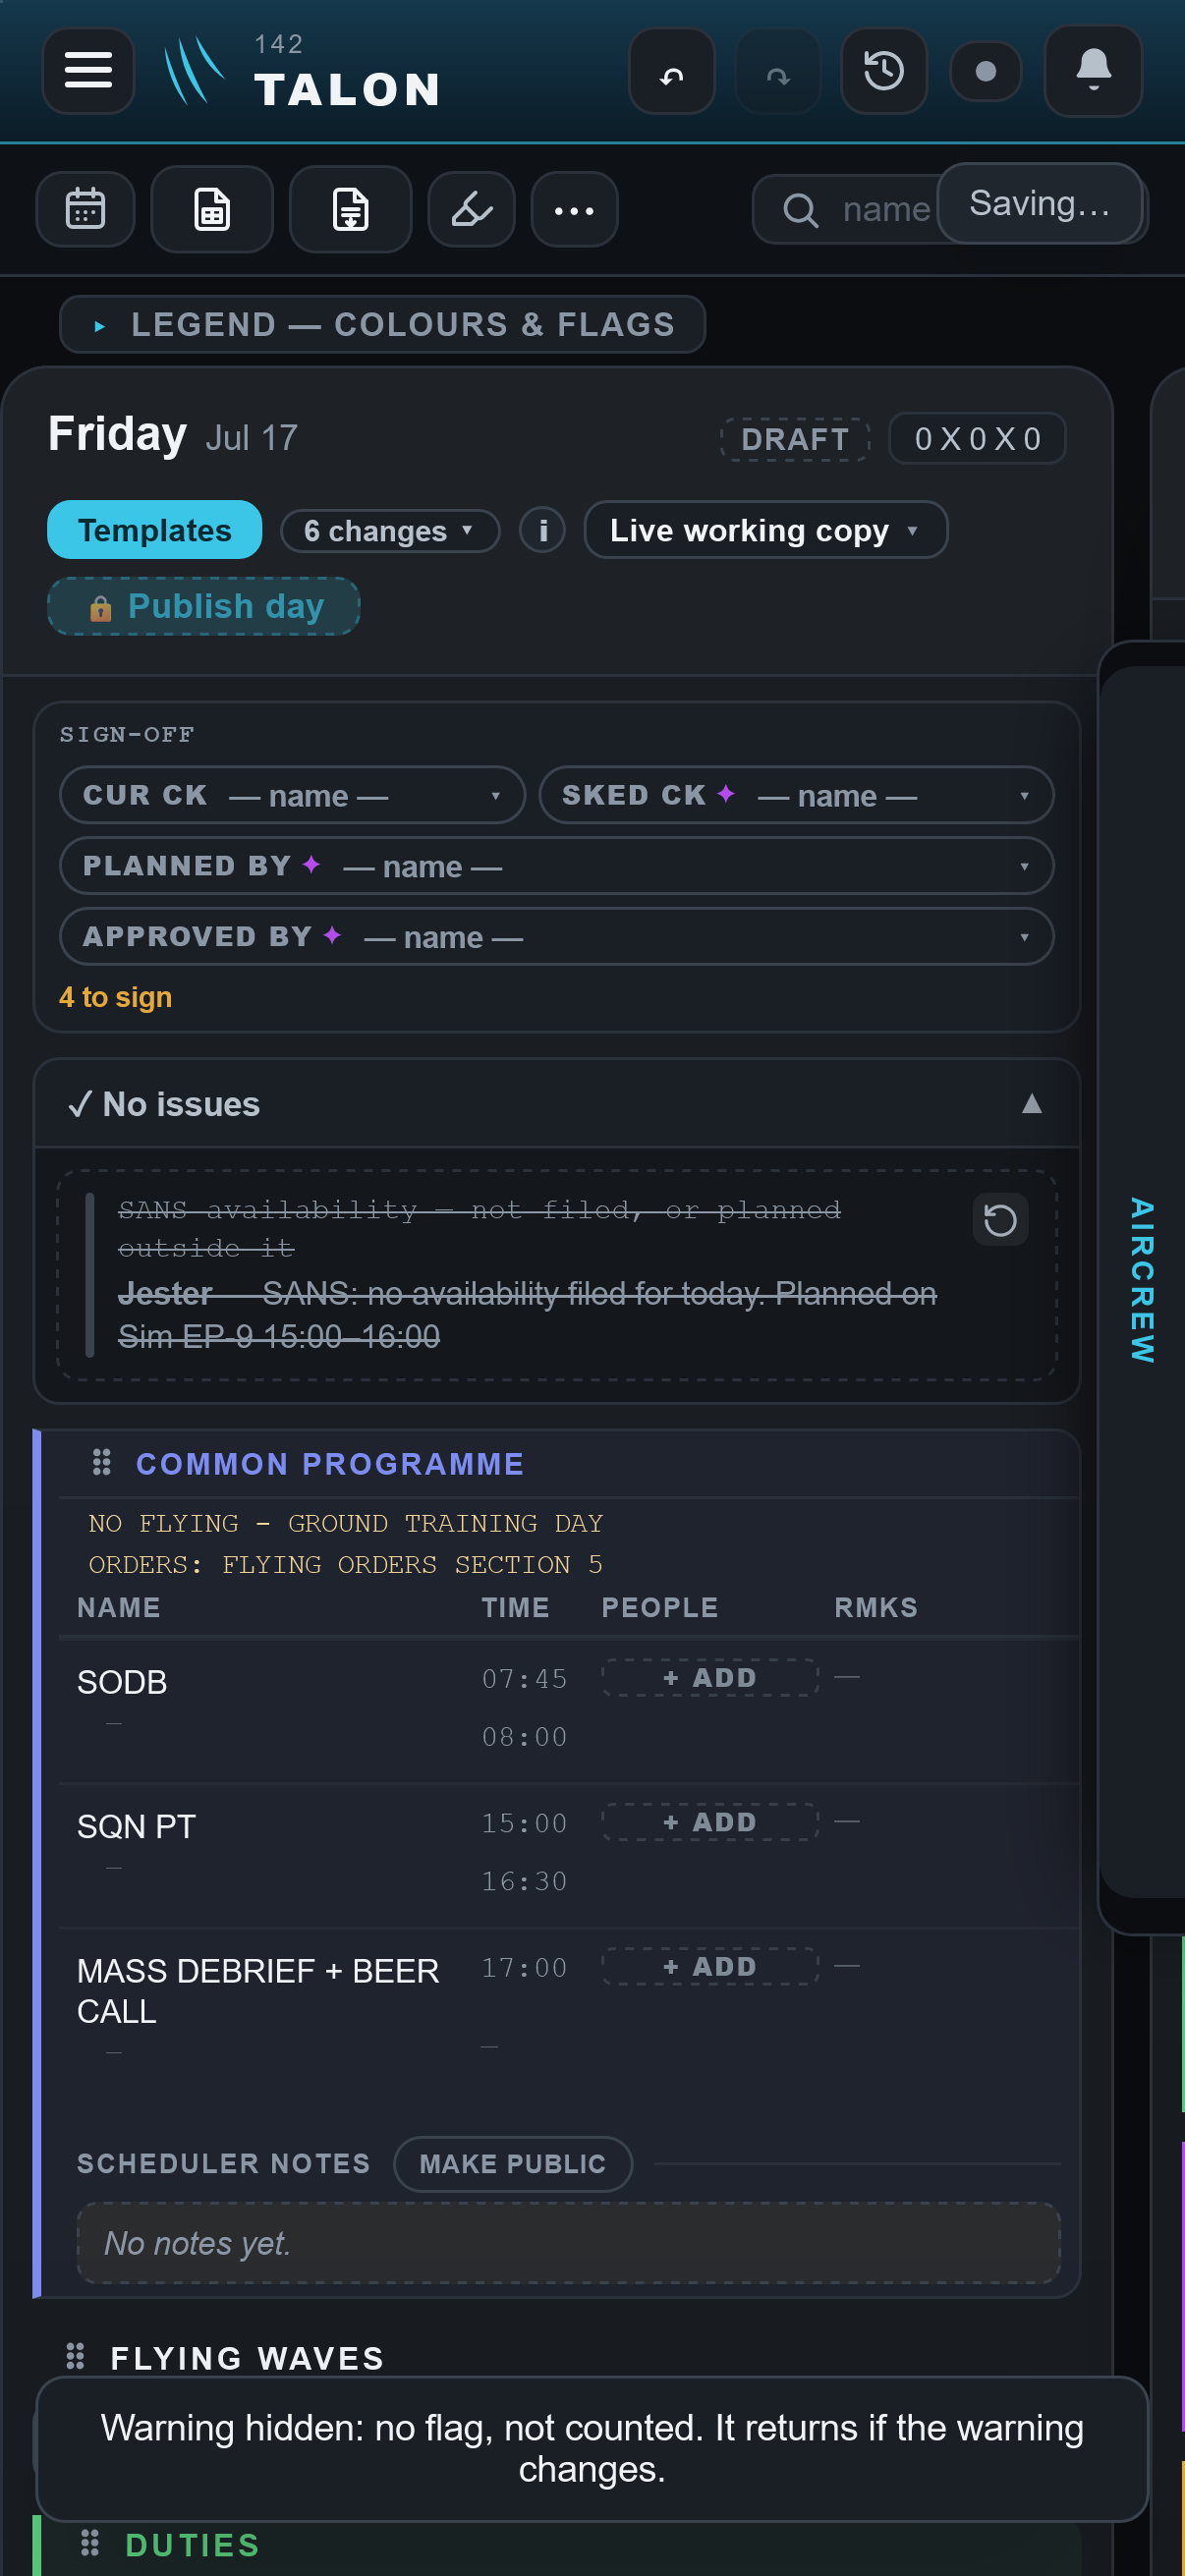 142
TALON
name
Saving…
▸ LEGEND — COLOURS & FLAGS
Friday Jul 17
DRAFT
0 X 0 X 0
Templates
6 changes ▾
i
Live working copy ▾
Publish day
SIGN-OFF
CUR CK — name — ▾
SKED CK ✦ — name — ▾
PLANNED BY ✦ — name — ▾
APPROVED BY ✦ — name — ▾
4 to sign
✓ No issues ▲
SANS availability — not filed, or planned
outside it
Jester — SANS: no availability filed for today. Planned on
Sim EP-9 15:00–16:00
AIRCREW
COMMON PROGRAMME
NO FLYING - GROUND TRAINING DAY
ORDERS: FLYING ORDERS SECTION 5
NAME TIME PEOPLE RMKS
SODB 07:45 + ADD —
— 08:00
SQN PT 15:00 + ADD —
— 16:30
MASS DEBRIEF + BEER 17:00 + ADD —
CALL
— —
SCHEDULER NOTES MAKE PUBLIC
No notes yet.
FLYING WAVES
Warning hidden: no flag, not counted. It returns if the warning
changes.
DUTIES